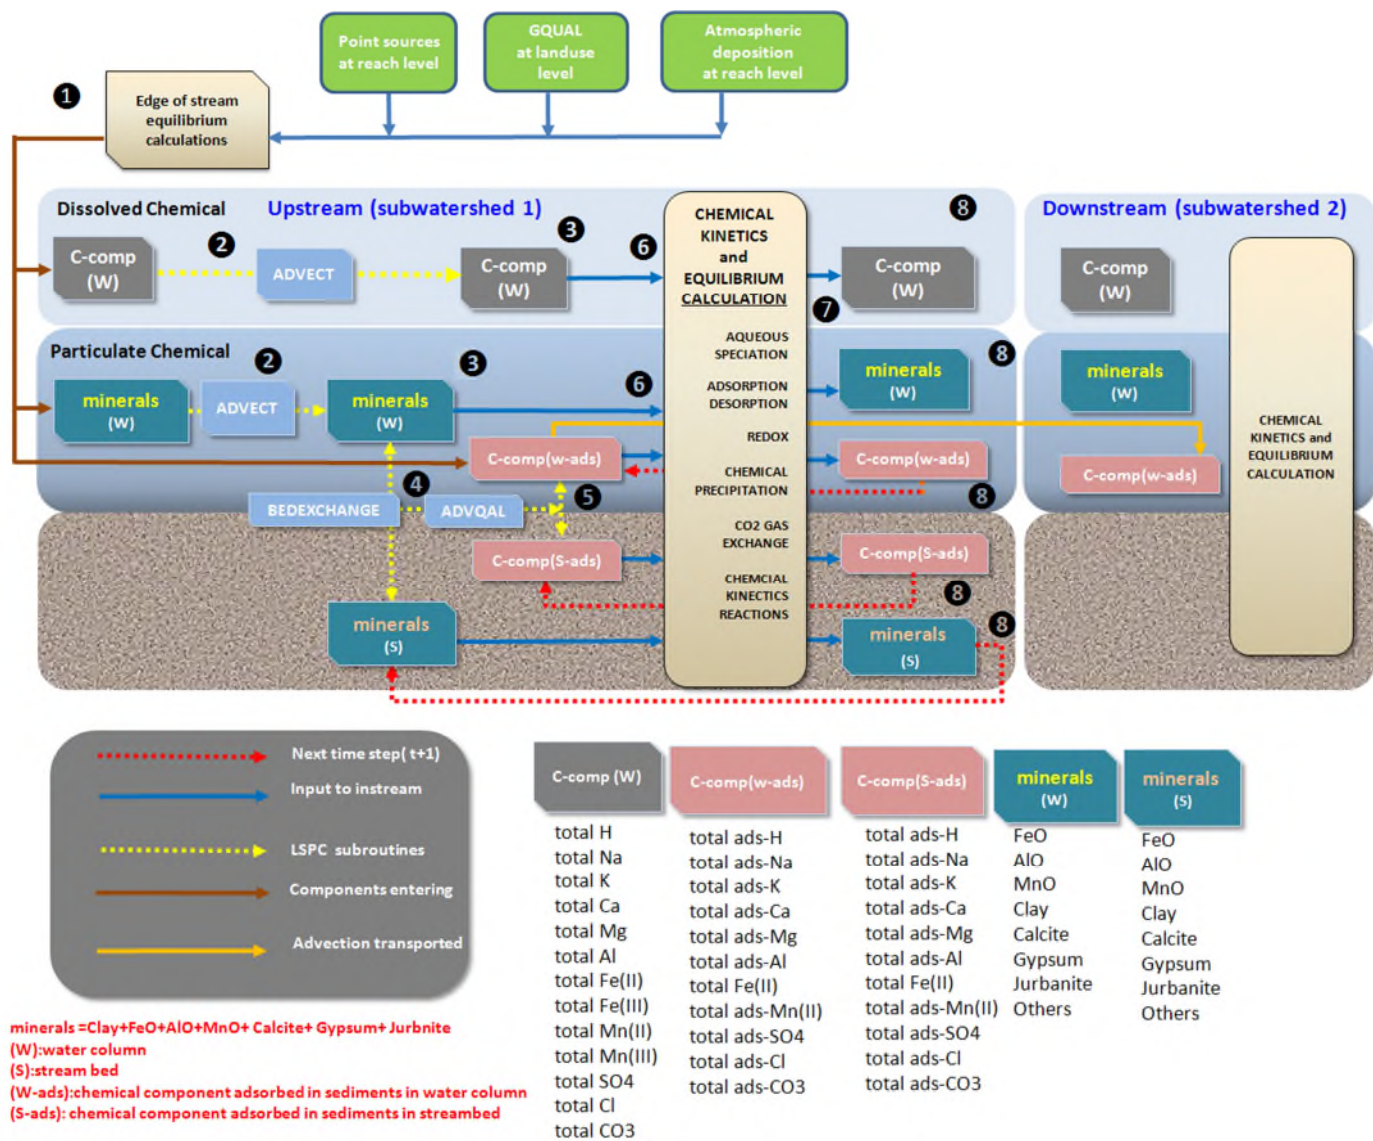 Point sources
at reach level
GQUAL
at landuse
level
Atmospheric
deposition
at reach level
1
Edge of stream
equilibrium
calculations
Dissolved Chemical
Upstream (subwatershed 1)
8
Downstream (subwatershed 2)
C-comp
(W)
2
ADVECT
3
C-comp
(W)
6
CHEMICAL
KINETICS
and
EQUILIBRIUM
CALCULATION
7
C-comp
(W)
C-comp
(W)
Particulate Chemical
2
3
6
8
minerals
(W)
ADVECT
minerals
(W)
AQUEOUS
SPECIATION
ADSORPTION
DESORPTION
REDOX
CHEMICAL
PRECIPITATION
CO2 GAS
EXCHANGE
CHEMCIAL
KINECTICS
REACTIONS
minerals
(W)
minerals
(W)
C-comp(w-ads)
C-comp(w-ads)
C-comp(w-ads)
CHEMICAL
KINETICS and
EQUILIBRIUM
CALCULATION
4
5
8
BEDEXCHANGE
ADVQAL
C-comp(S-ads)
C-comp(S-ads)
8
minerals
(S)
minerals
(S)
8
Next time step( t+1)
Input to instream
LSPC subroutines
Components entering
Advection transported
minerals =Clay+FeO+AlO+MnO+ Calcite+ Gypsum+ Jurbnite
(W):water column
(S):stream bed
(W-ads):chemical component adsorbed in sediments in water column
(S-ads): chemical component adsorbed in sediments in streambed
C-comp (W)
total H
total Na
total K
total Ca
total Mg
total Al
total Fe(II)
total Fe(III)
total Mn(II)
total Mn(III)
total SO4
total Cl
total CO3
C-comp(w-ads)
total ads-H
total ads-Na
total ads-K
total ads-Ca
total ads-Mg
total ads-Al
total Fe(II)
total ads-Mn(II)
total ads-SO4
total ads-Cl
total ads-CO3
C-comp(S-ads)
total ads-H
total ads-Na
total ads-K
total ads-Ca
total ads-Mg
total ads-Al
total Fe(II)
total ads-Mn(II)
total ads-SO4
total ads-Cl
total ads-CO3
minerals
(W)
FeO
AlO
MnO
Clay
Calcite
Gypsum
Jurbanite
Others
minerals
(S)
FeO
AlO
MnO
Clay
Calcite
Gypsum
Jurbanite
Others